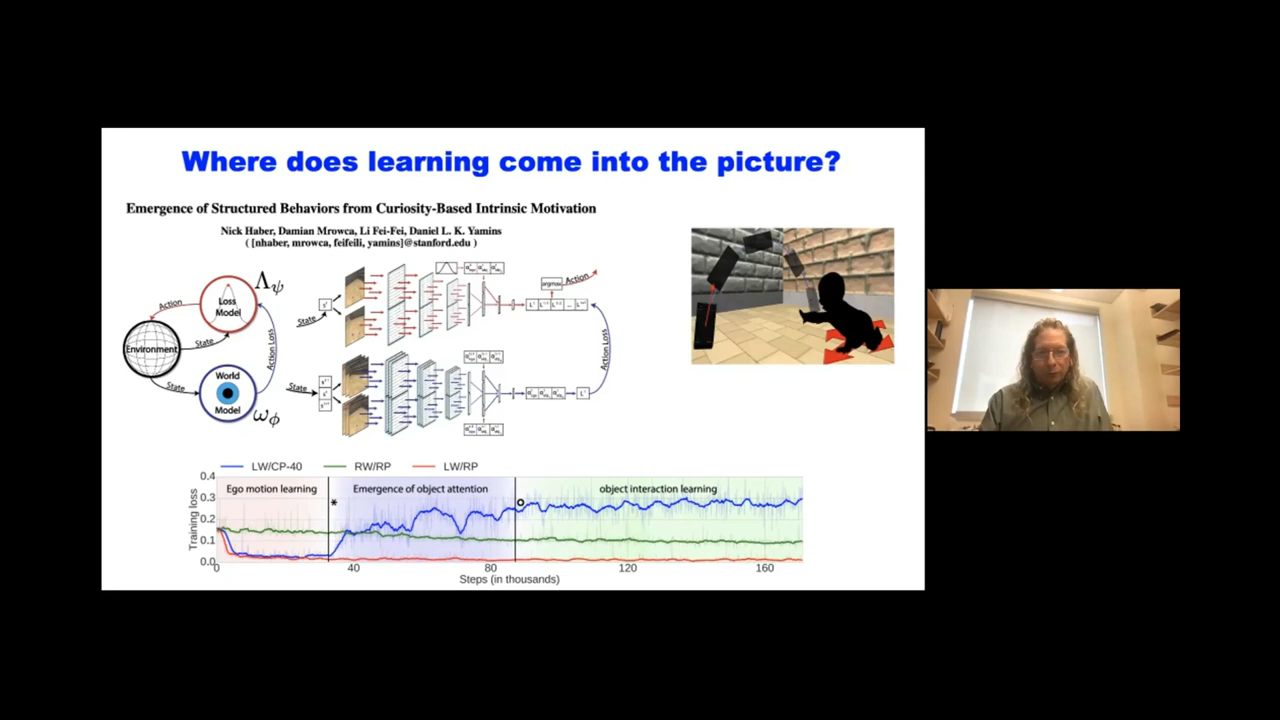 Where does learning come into the picture?
Emergence of Structured Behaviors from Curiosity-Based Intrinsic Motivation
Nick Haber, Damian Mrowca, Li Fei-Fei, Daniel L. K. Yamins
( [nhaber, mrowca, feifeili, yamins]@stanford.edu )
Λψ
Action
Loss
Model
Environment
State
State
World
Model
ωφ
Action Loss
State
argmax
Action
State
Action Loss
LW/CP-40
RW/RP
LW/RP
Ego motion learning
Emergence of object attention
object interaction learning
Training loss
0.4
0.3
0.2
0.1
0.0
0
40
80
120
160
Steps (in thousands)